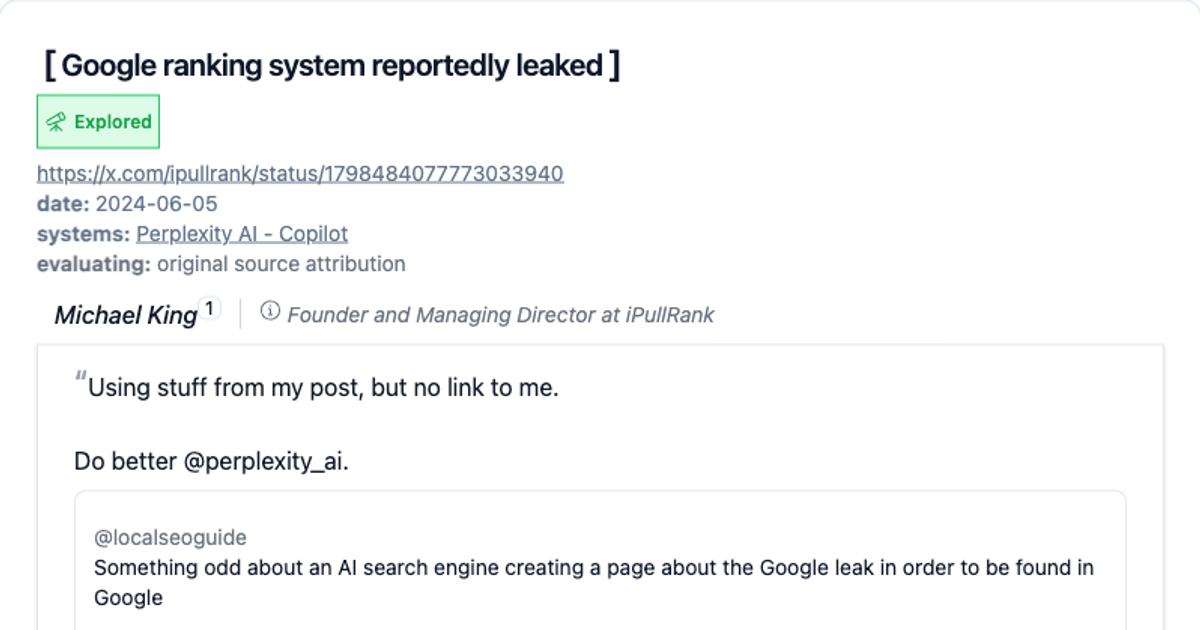 [ Google ranking system reportedly leaked ]
Explored
https://x.com/ipullrank/status/1798484077773033940
date: 2024-06-05
systems: Perplexity AI - Copilot
evaluating: original source attribution
Michael King 1 Founder and Managing Director at iPullRank
“Using stuff from my post, but no link to me.
Do better @perplexity_ai.
@localseoguide
Something odd about an AI search engine creating a page about the Google leak in order to be found in
Google